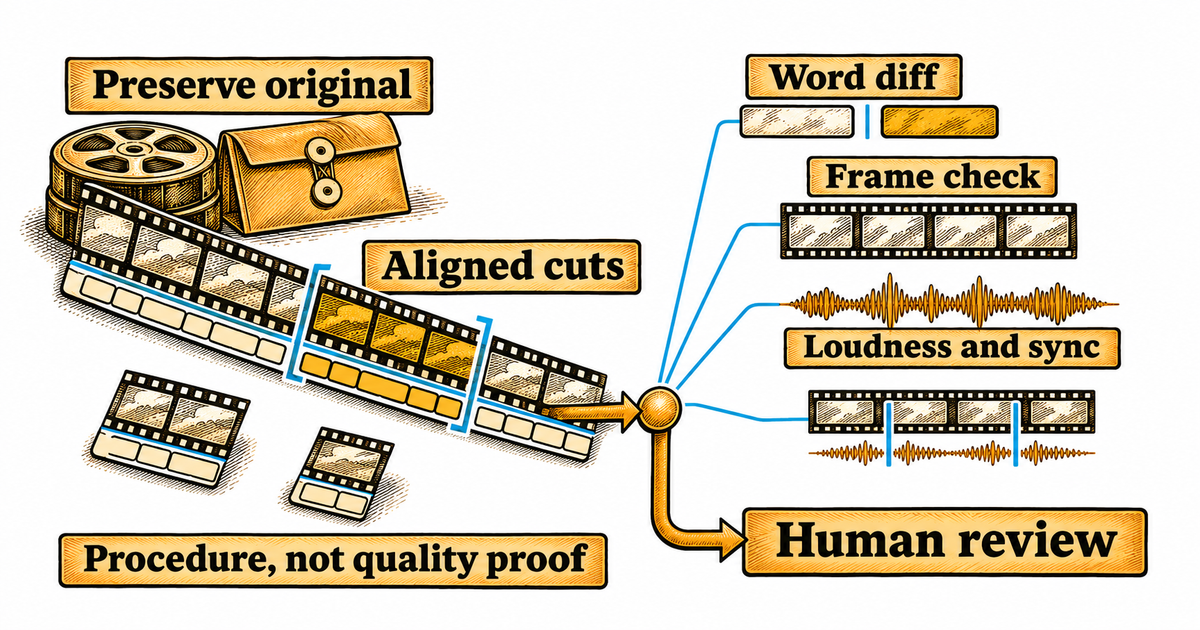 Preserve original
Aligned cuts
Procedure, not quality proof
Word diff
Frame check
Loudness and sync
Human review